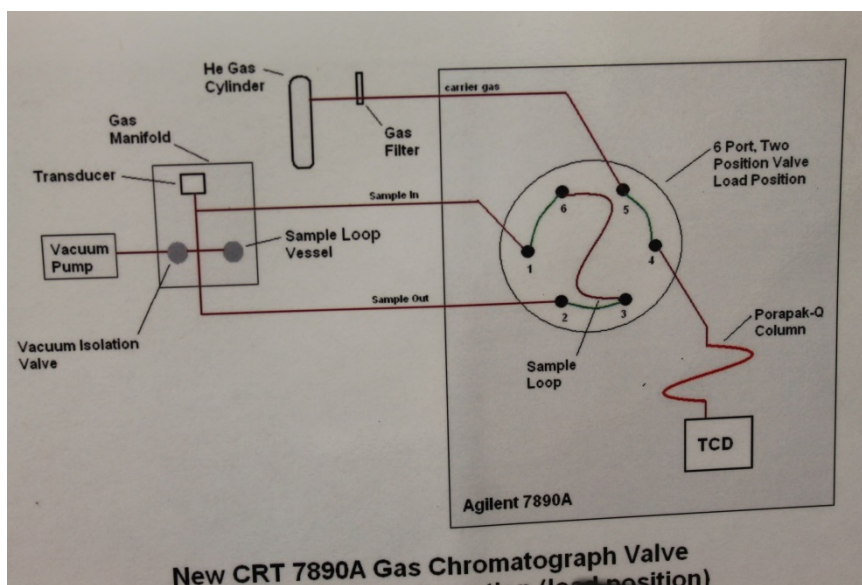 He Gas
Cylinder
carrier gas
Gas
Manifold
Gas
Filter
6 Port, Two
Position Valve
Load Position
Transducer
Sample In
6
5
Vacuum
Pump
Sample Loop
Vessel
1
4
Sample Out
2
3
Porapak-Q
Column
Vacuum Isolation
Valve
Sample
Loop
TCD
Agilent 7890A
New CRT 7890A Gas Chromatograph Valve
(load position)